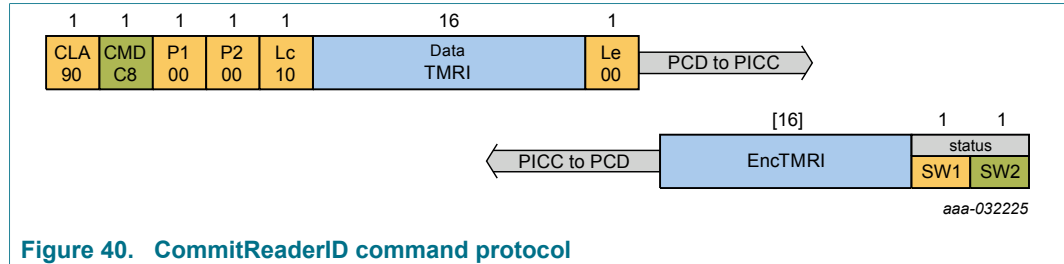 1 1 1 1 1 16 1
CLA CMD P1 P2 Lc Data Le
90 C8 00 00 10 TMRI 00
PCD to PICC
[16] 1 1
PICC to PCD EncTMRI status
SW1 SW2
aaa-032225
Figure 40. CommitReaderID command protocol